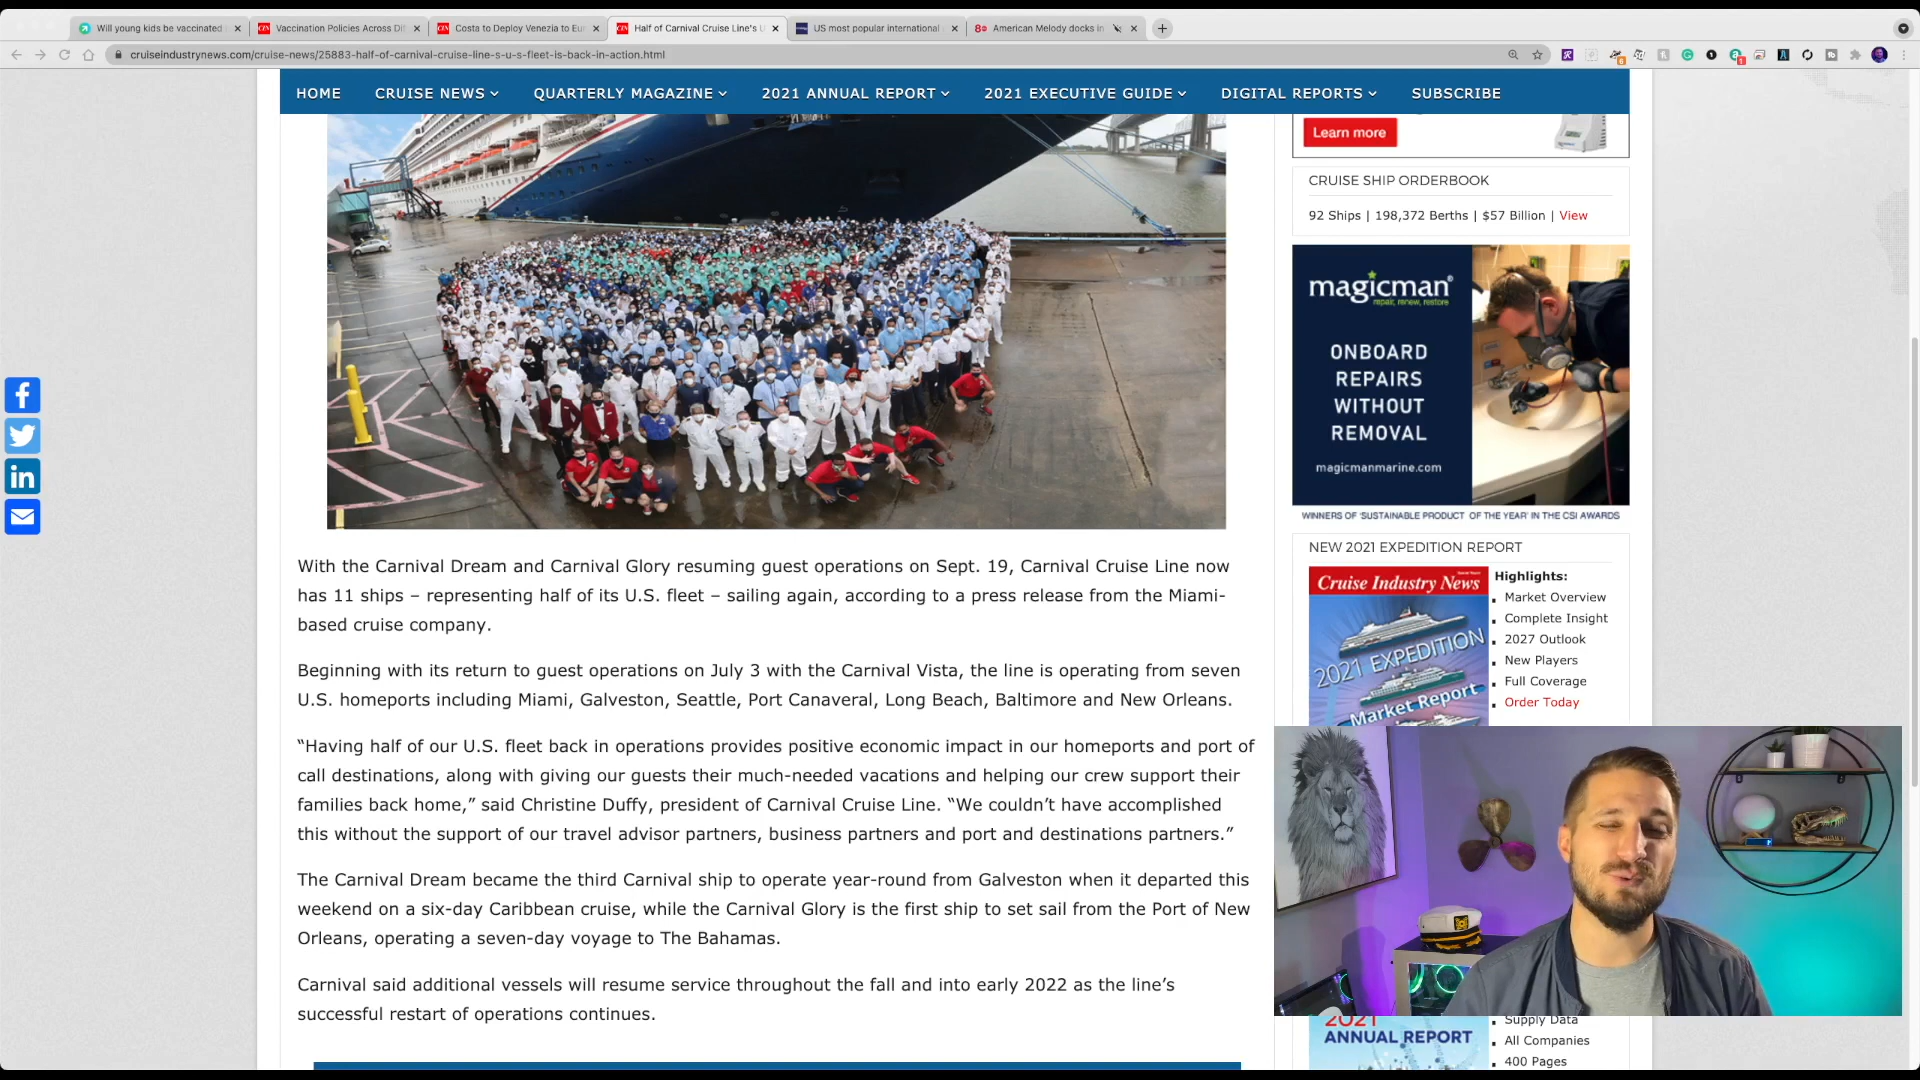 Will young kids be vaccinated
Vaccination Policies Across Di
Costa to Deploy Venezia to Eur
Half of Carnival Cruise Line's U
US most popular international
American Melody docks in
cruiseindustrynews.com/cruise-news/25883-half-of-carnival-cruise-line-s-u-s-fleet-is-back-in-action.html
HOME CRUISE NEWS QUARTERLY MAGAZINE 2021 ANNUAL REPORT 2021 EXECUTIVE GUIDE DIGITAL REPORTS SUBSCRIBE
With the Carnival Dream and Carnival Glory resuming guest operations on Sept. 19, Carnival Cruise Line now
has 11 ships – representing half of its U.S. fleet – sailing again, according to a press release from the Miami-
based cruise company.
Beginning with its return to guest operations on July 3 with the Carnival Vista, the line is operating from seven
U.S. homeports including Miami, Galveston, Seattle, Port Canaveral, Long Beach, Baltimore and New Orleans.
“Having half of our U.S. fleet back in operations provides positive economic impact in our homeports and port of
call destinations, along with giving our guests their much-needed vacations and helping our crew support their
families back home,” said Christine Duffy, president of Carnival Cruise Line. “We couldn’t have accomplished
this without the support of our travel advisor partners, business partners and port and destinations partners.”
The Carnival Dream became the third Carnival ship to operate year-round from Galveston when it departed this
weekend on a six-day Caribbean cruise, while the Carnival Glory is the first ship to set sail from the Port of New
Orleans, operating a seven-day voyage to The Bahamas.
Carnival said additional vessels will resume service throughout the fall and into early 2022 as the line’s
successful restart of operations continues.
Learn more
CRUISE SHIP ORDERBOOK
92 Ships | 198,372 Berths | $57 Billion | View
magicman®
repair, renew, restore
ONBOARD
REPAIRS
WITHOUT
REMOVAL
magicmanmarine.com
WINNERS OF 'SUSTAINABLE PRODUCT OF THE YEAR' IN THE CSI AWARDS
NEW 2021 EXPEDITION REPORT
Cruise Industry News
2021 EXPEDITION
Market Report
Highlights:
Market Overview
Complete Insight
2027 Outlook
New Players
Full Coverage
Order Today
2021
ANNUAL REPORT
Supply Data
All Companies
400 Pages